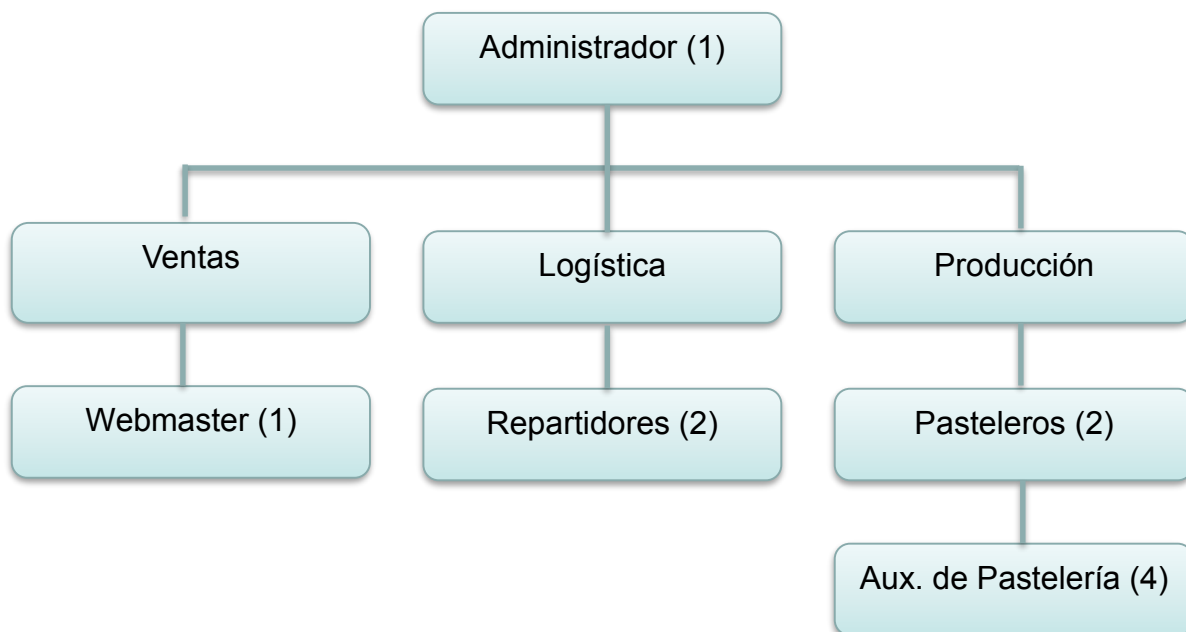 Administrador (1)
Ventas
Logística
Producción
Webmaster (1)
Repartidores (2)
Pasteleros (2)
Aux. de Pastelería (4)